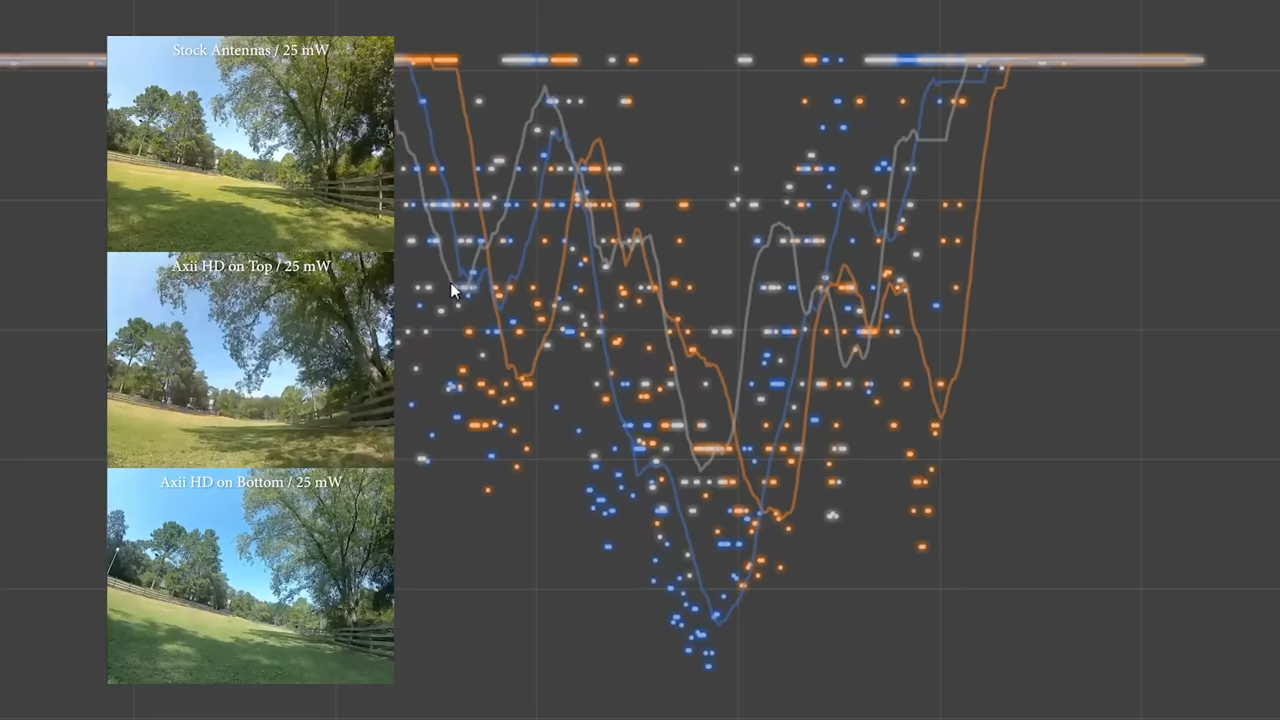 Stock Antennas / 25 mW
Axii HD on Top / 25 mW
Axii HD on Bottom / 25 mW